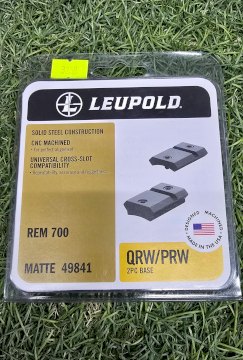 LEUPOLD
SOLID STEEL CONSTRUCTION
CNC MACHINED
UNIVERSAL CROSS-SLOT
COMPATIBILITY
REM 700
MATTE 49841
QRW/PRW
2PC BASE
DESIGNED MACHINED
MADE IN THE USA